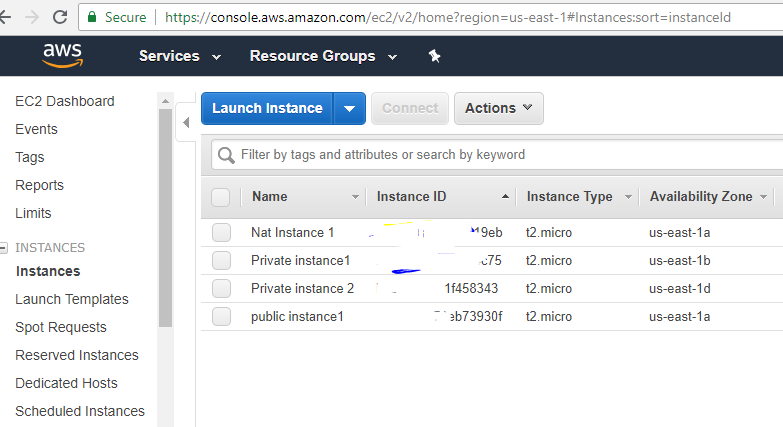 Secure https://console.aws.amazon.com/ec2/v2/home?region=us-east-1#Instances:sort=instanceId
aws Services Resource Groups
EC2 Dashboard
Events
Tags
Reports
Limits
INSTANCES
Instances
Launch Templates
Spot Requests
Reserved Instances
Dedicated Hosts
Scheduled Instances
Launch Instance Connect Actions
Filter by tags and attributes or search by keyword
Name Instance ID Instance Type Availability Zone
Nat Instance 1 19eb t2.micro us-east-1a
Private instance1 c75 t2.micro us-east-1b
Private instance 2 1f458343 t2.micro us-east-1d
public instance1 eb73930f t2.micro us-east-1a